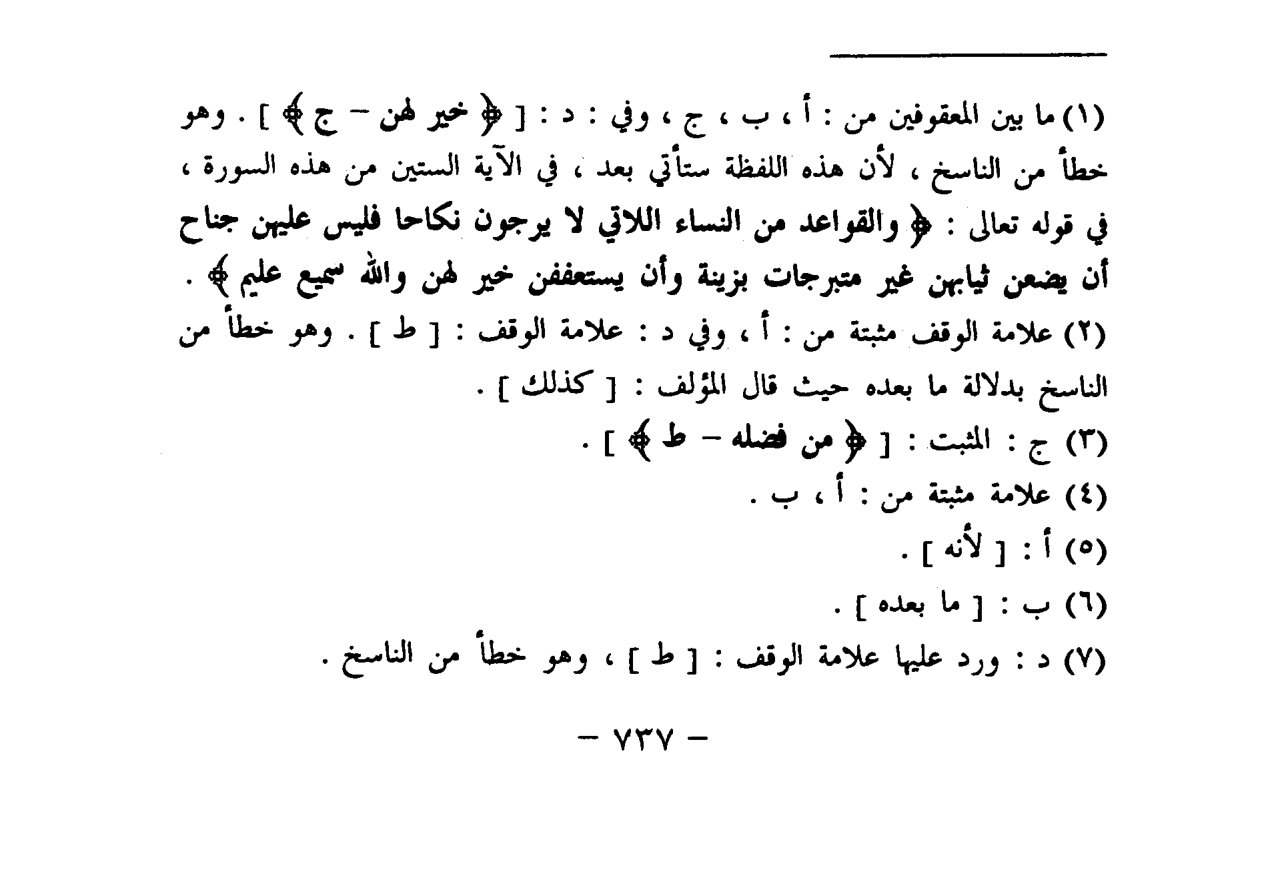 (١) ما بين المعقوفين من : أ ، ب ، ج ، وفي : د : [ ﴿ خير لهن – ج ﴾ ] . وهو
خطأ من الناسخ ، لأن هذه اللفظة ستأتي بعد ، في الآية الستين من هذه السورة ،
في قوله تعالى : ﴿ والقواعد من النساء اللاتي لا يرجون نكاحا فليس عليهن جناح
أن يضعن ثيابهن غير متبرجات بزينة وأن يستعففن خير لهن والله سميع عليم ﴾ .
(٢) علامة الوقف مثبتة من : أ ، وفي د : علامة الوقف : [ ط ] . وهو خطأ من
الناسخ بدلالة ما بعده حيث قال المؤلف : [ كذلك ] .
(٣) ج : المثبت : [ ﴿ من فضله – ط ﴾ ] .
(٤) علامة مثبتة من : أ ، ب .
(٥) أ : [ لأنه ] .
(٦) ب : [ ما بعده ] .
(٧) د : ورد عليها علامة الوقف : [ ط ] ، وهو خطأ من الناسخ .
– ٧٣٧ –